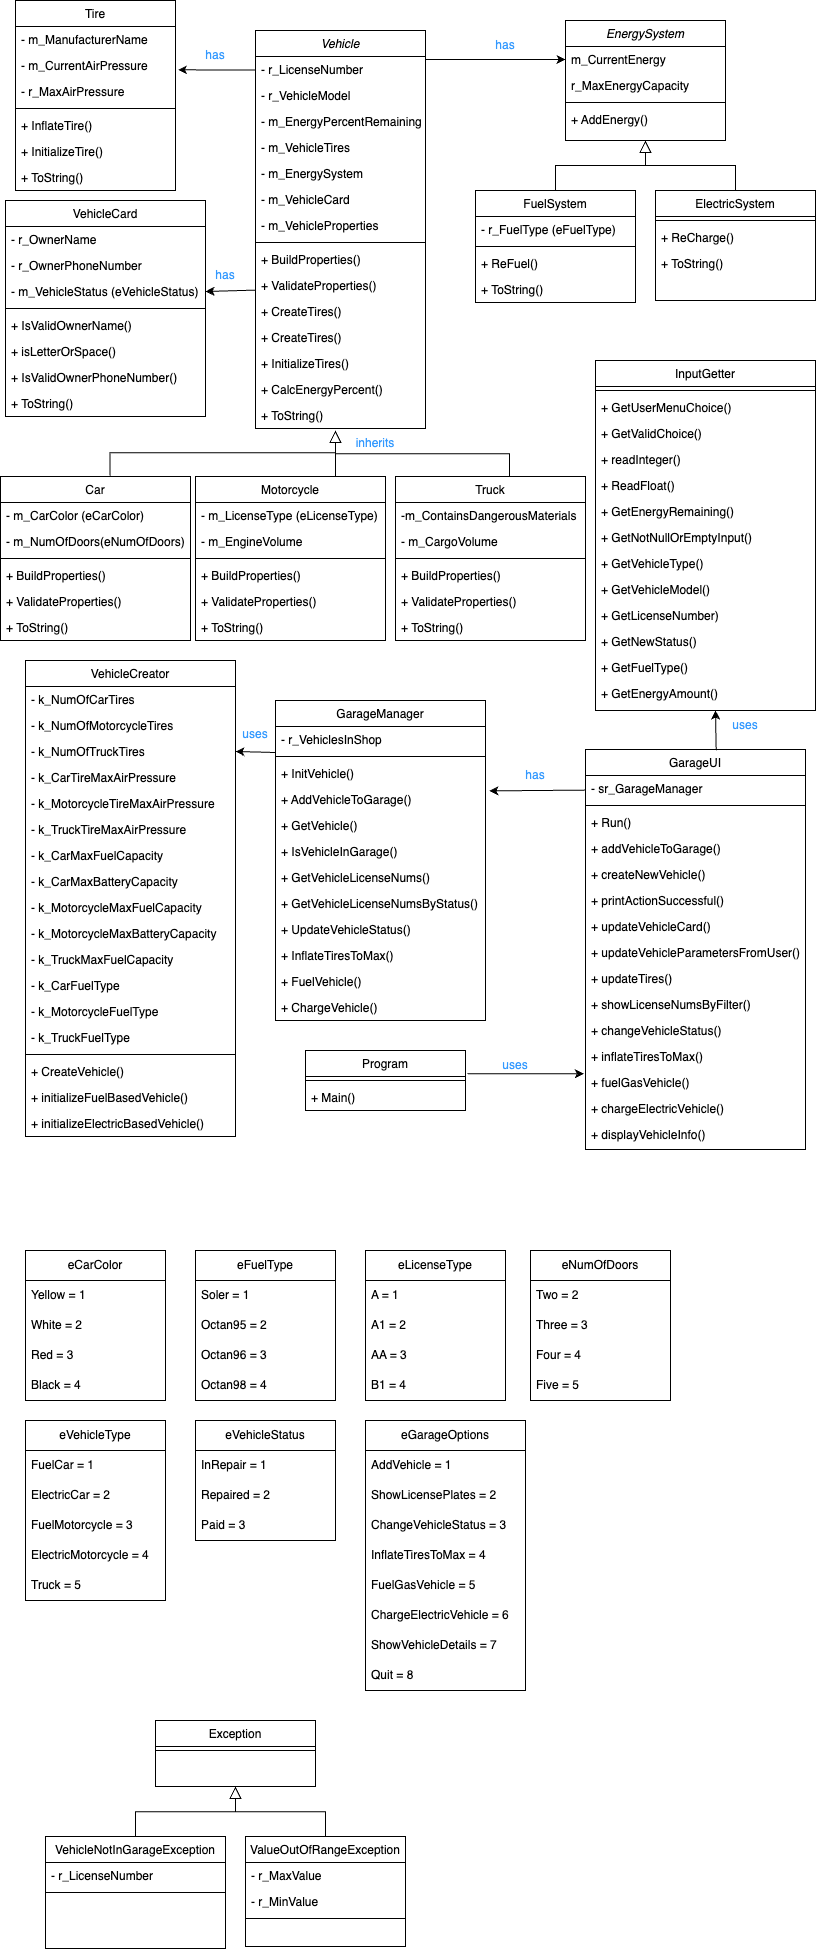 Tire
- m_ManufacturerName
- m_CurrentAirPressure
- r_MaxAirPressure
+ InflateTire()
+ InitializeTire()
+ ToString()
has
Vehicle
- r_LicenseNumber
- r_VehicleModel
- m_EnergyPercentRemaining
- m_VehicleTires
- m_EnergySystem
- m_VehicleCard
- m_VehicleProperties
+ BuildProperties()
+ ValidateProperties()
+ CreateTires()
+ CreateTires()
+ InitializeTires()
+ CalcEnergyPercent()
+ ToString()
has
EnergySystem
m_CurrentEnergy
r_MaxEnergyCapacity
+ AddEnergy()
FuelSystem
- r_FuelType (eFuelType)
+ ReFuel()
+ ToString()
ElectricSystem
+ ReCharge()
+ ToString()
VehicleCard
- r_OwnerName
- r_OwnerPhoneNumber
- m_VehicleStatus (eVehicleStatus)
+ IsValidOwnerName()
+ isLetterOrSpace()
+ IsValidOwnerPhoneNumber()
+ ToString()
has
inherits
Car
- m_CarColor (eCarColor)
- m_NumOfDoors(eNumOfDoors)
+ BuildProperties()
+ ValidateProperties()
+ ToString()
Motorcycle
- m_LicenseType (eLicenseType)
- m_EngineVolume
+ BuildProperties()
+ ValidateProperties()
+ ToString()
Truck
-m_ContainsDangerousMaterials
- m_CargoVolume
+ BuildProperties()
+ ValidateProperties()
+ ToString()
InputGetter
+ GetUserMenuChoice()
+ GetValidChoice()
+ readInteger()
+ ReadFloat()
+ GetEnergyRemaining()
+ GetNotNullOrEmptyInput()
+ GetVehicleType()
+ GetVehicleModel()
+ GetLicenseNumber)
+ GetNewStatus()
+ GetFuelType()
+ GetEnergyAmount()
uses
VehicleCreator
- k_NumOfCarTires
- k_NumOfMotorcycleTires
- k_NumOfTruckTires
- k_CarTireMaxAirPressure
- k_MotorcycleTireMaxAirPressure
- k_TruckTireMaxAirPressure
- k_CarMaxFuelCapacity
- k_CarMaxBatteryCapacity
- k_MotorcycleMaxFuelCapacity
- k_MotorcycleMaxBatteryCapacity
- k_TruckMaxFuelCapacity
- k_CarFuelType
- k_MotorcycleFuelType
- k_TruckFuelType
+ CreateVehicle()
+ initializeFuelBasedVehicle()
+ initializeElectricBasedVehicle()
uses
GarageManager
- r_VehiclesInShop
+ InitVehicle()
+ AddVehicleToGarage()
+ GetVehicle()
+ IsVehicleInGarage()
+ GetVehicleLicenseNums()
+ GetVehicleLicenseNumsByStatus()
+ UpdateVehicleStatus()
+ InflateTiresToMax()
+ FuelVehicle()
+ ChargeVehicle()
has
GarageUI
- sr_GarageManager
+ Run()
+ addVehicleToGarage()
+ createNewVehicle()
+ printActionSuccessful()
+ updateVehicleCard()
+ updateVehicleParametersFromUser()
+ updateTires()
+ showLicenseNumsByFilter()
+ changeVehicleStatus()
+ inflateTiresToMax()
+ fuelGasVehicle()
+ chargeElectricVehicle()
+ displayVehicleInfo()
Program
+ Main()
uses
eCarColor
Yellow = 1
White = 2
Red = 3
Black = 4
eFuelType
Soler = 1
Octan95 = 2
Octan96 = 3
Octan98 = 4
eLicenseType
A = 1
A1 = 2
AA = 3
B1 = 4
eNumOfDoors
Two = 2
Three = 3
Four = 4
Five = 5
eVehicleType
FuelCar = 1
ElectricCar = 2
FuelMotorcycle = 3
ElectricMotorcycle = 4
Truck = 5
eVehicleStatus
InRepair = 1
Repaired = 2
Paid = 3
eGarageOptions
AddVehicle = 1
ShowLicensePlates = 2
ChangeVehicleStatus = 3
InflateTiresToMax = 4
FuelGasVehicle = 5
ChargeElectricVehicle = 6
ShowVehicleDetails = 7
Quit = 8
Exception
VehicleNotInGarageException
- r_LicenseNumber
ValueOutOfRangeException
- r_MaxValue
- r_MinValue